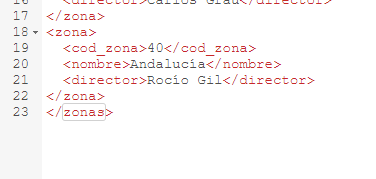 16 <director>Carlos Grau</director>
17 </zona>
18 <zona>
19 <cod_zona>40</cod_zona>
20 <nombre>Andalucía</nombre>
21 <director>Rocío Gil</director>
22 </zona>
23 </zonas>